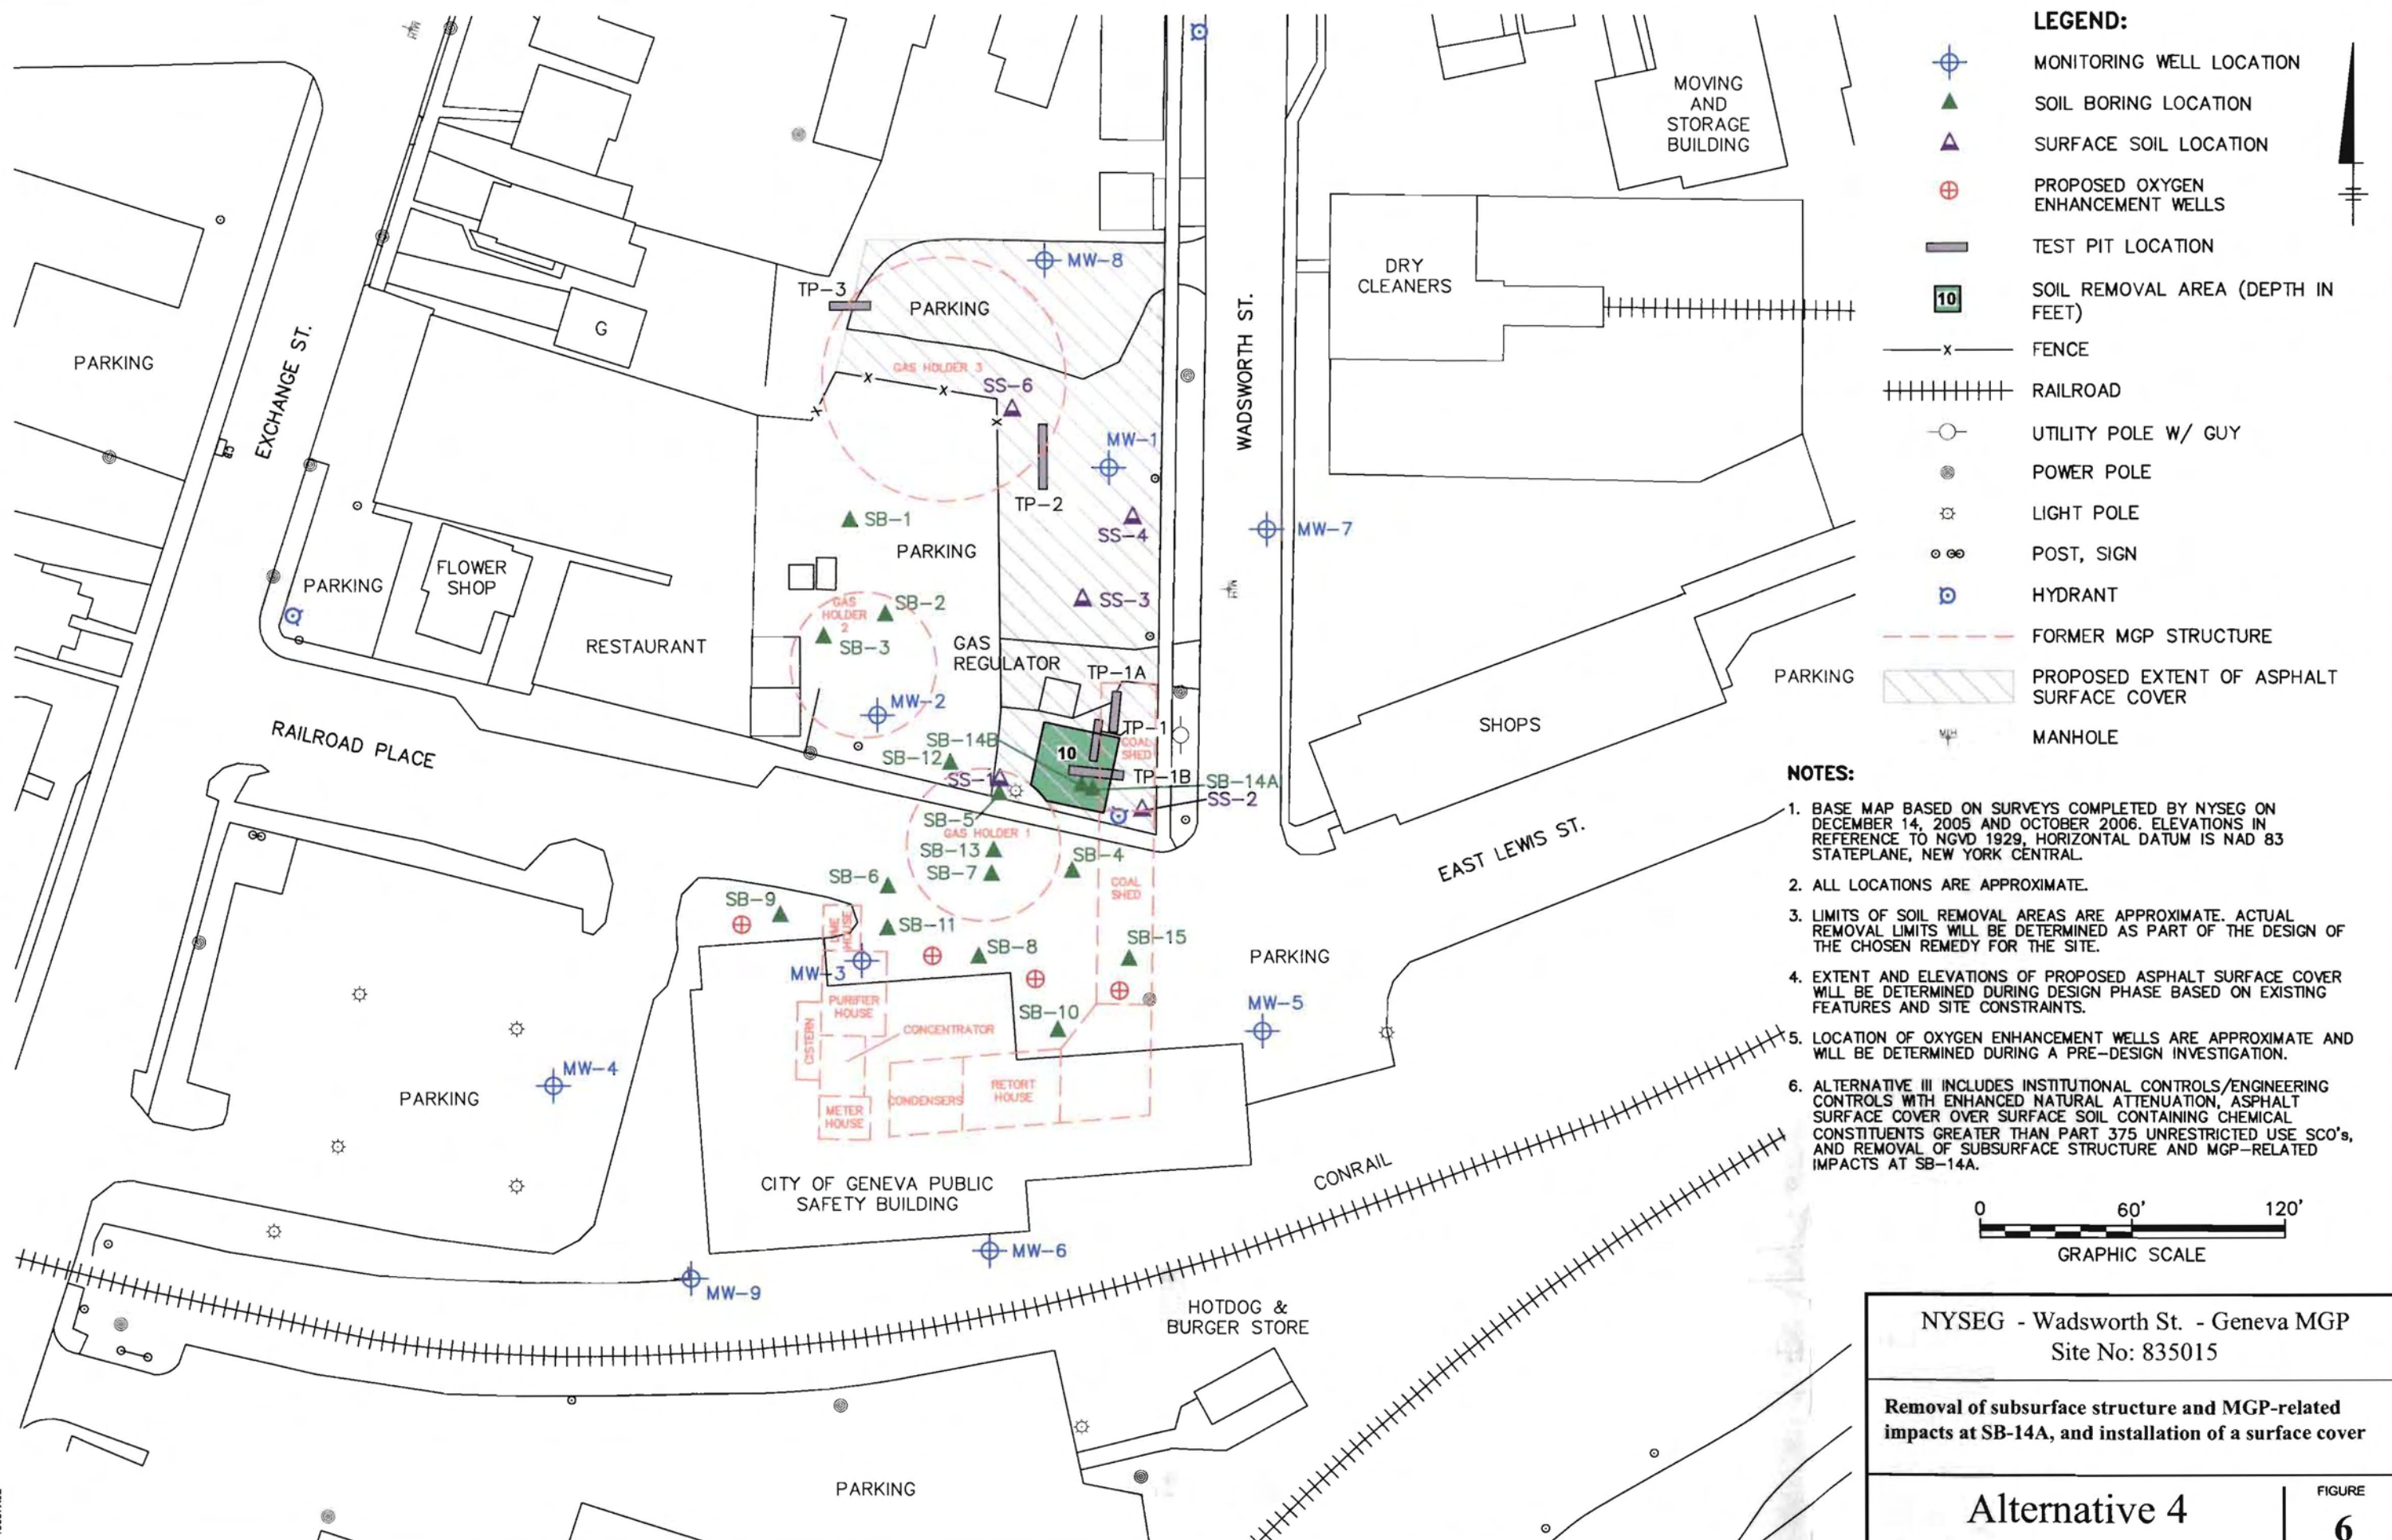 LEGEND:
MONITORING WELL LOCATION
SOIL BORING LOCATION
SURFACE SOIL LOCATION
PROPOSED OXYGEN
ENHANCEMENT WELLS
TEST PIT LOCATION
10
SOIL REMOVAL AREA (DEPTH IN
FEET)
x
FENCE
RAILROAD
UTILITY POLE W/ GUY
POWER POLE
LIGHT POLE
POST, SIGN
HYDRANT
FORMER MGP STRUCTURE
PROPOSED EXTENT OF ASPHALT
SURFACE COVER
MH
MANHOLE
NOTES:
1. BASE MAP BASED ON SURVEYS COMPLETED BY NYSEG ON
DECEMBER 14, 2005 AND OCTOBER 2006. ELEVATIONS IN
REFERENCE TO NGVD 1929, HORIZONTAL DATUM IS NAD 83
STATEPLANE, NEW YORK CENTRAL.
2. ALL LOCATIONS ARE APPROXIMATE.
3. LIMITS OF SOIL REMOVAL AREAS ARE APPROXIMATE. ACTUAL
REMOVAL LIMITS WILL BE DETERMINED AS PART OF THE DESIGN OF
THE CHOSEN REMEDY FOR THE SITE.
4. EXTENT AND ELEVATIONS OF PROPOSED ASPHALT SURFACE COVER
WILL BE DETERMINED DURING DESIGN PHASE BASED ON EXISTING
FEATURES AND SITE CONSTRAINTS.
5. LOCATION OF OXYGEN ENHANCEMENT WELLS ARE APPROXIMATE AND
WILL BE DETERMINED DURING A PRE-DESIGN INVESTIGATION.
6. ALTERNATIVE III INCLUDES INSTITUTIONAL CONTROLS/ENGINEERING
CONTROLS WITH ENHANCED NATURAL ATTENUATION, ASPHALT
SURFACE COVER OVER SURFACE SOIL CONTAINING CHEMICAL
CONSTITUENTS GREATER THAN PART 375 UNRESTRICTED USE SCO's,
AND REMOVAL OF SUBSURFACE STRUCTURE AND MGP-RELATED
IMPACTS AT SB-14A.
0 60' 120'
GRAPHIC SCALE
NYSEG - Wadsworth St. - Geneva MGP
Site No: 835015
Removal of subsurface structure and MGP-related
impacts at SB-14A, and installation of a surface cover
Alternative 4
FIGURE
6
MOVING
AND
STORAGE
BUILDING
DRY
CLEANERS
WADSWORTH ST.
EXCHANGE ST.
PARKING
G
CB
MW-8
TP-3
PARKING
GAS HOLDER 3
x x x x
SS-6
MW-1
TP-2
SS-4
MW-7
SB-1
PARKING
FLOWER
SHOP
PARKING
GAS
HOLDER
2
SB-2
SB-3
SS-3
RESTAURANT
GAS
REGULATOR
TP-1A
PARKING
SHOPS
MW-2
TP-1
RAILROAD PLACE
SB-14B
10
COAL
SHED
SB-12
SS-1
TP-1B
SB-14A
SS-2
SB-5
GAS HOLDER 1
SB-13
SB-7
SB-4
EAST LEWIS ST.
SB-6
COAL
SHED
SB-9
LIME
HOUSE
SB-11
SB-8
SB-15
PARKING
MW-3
PURIFIER
HOUSE
SB-10
MW-5
CISTERN
CONCENTRATOR
MW-4
PARKING
CONDENSERS
RETORT
HOUSE
METER
HOUSE
CITY OF GENEVA PUBLIC
SAFETY BUILDING
CONRAIL
MW-6
MW-9
HOTDOG &
BURGER STORE
PARKING